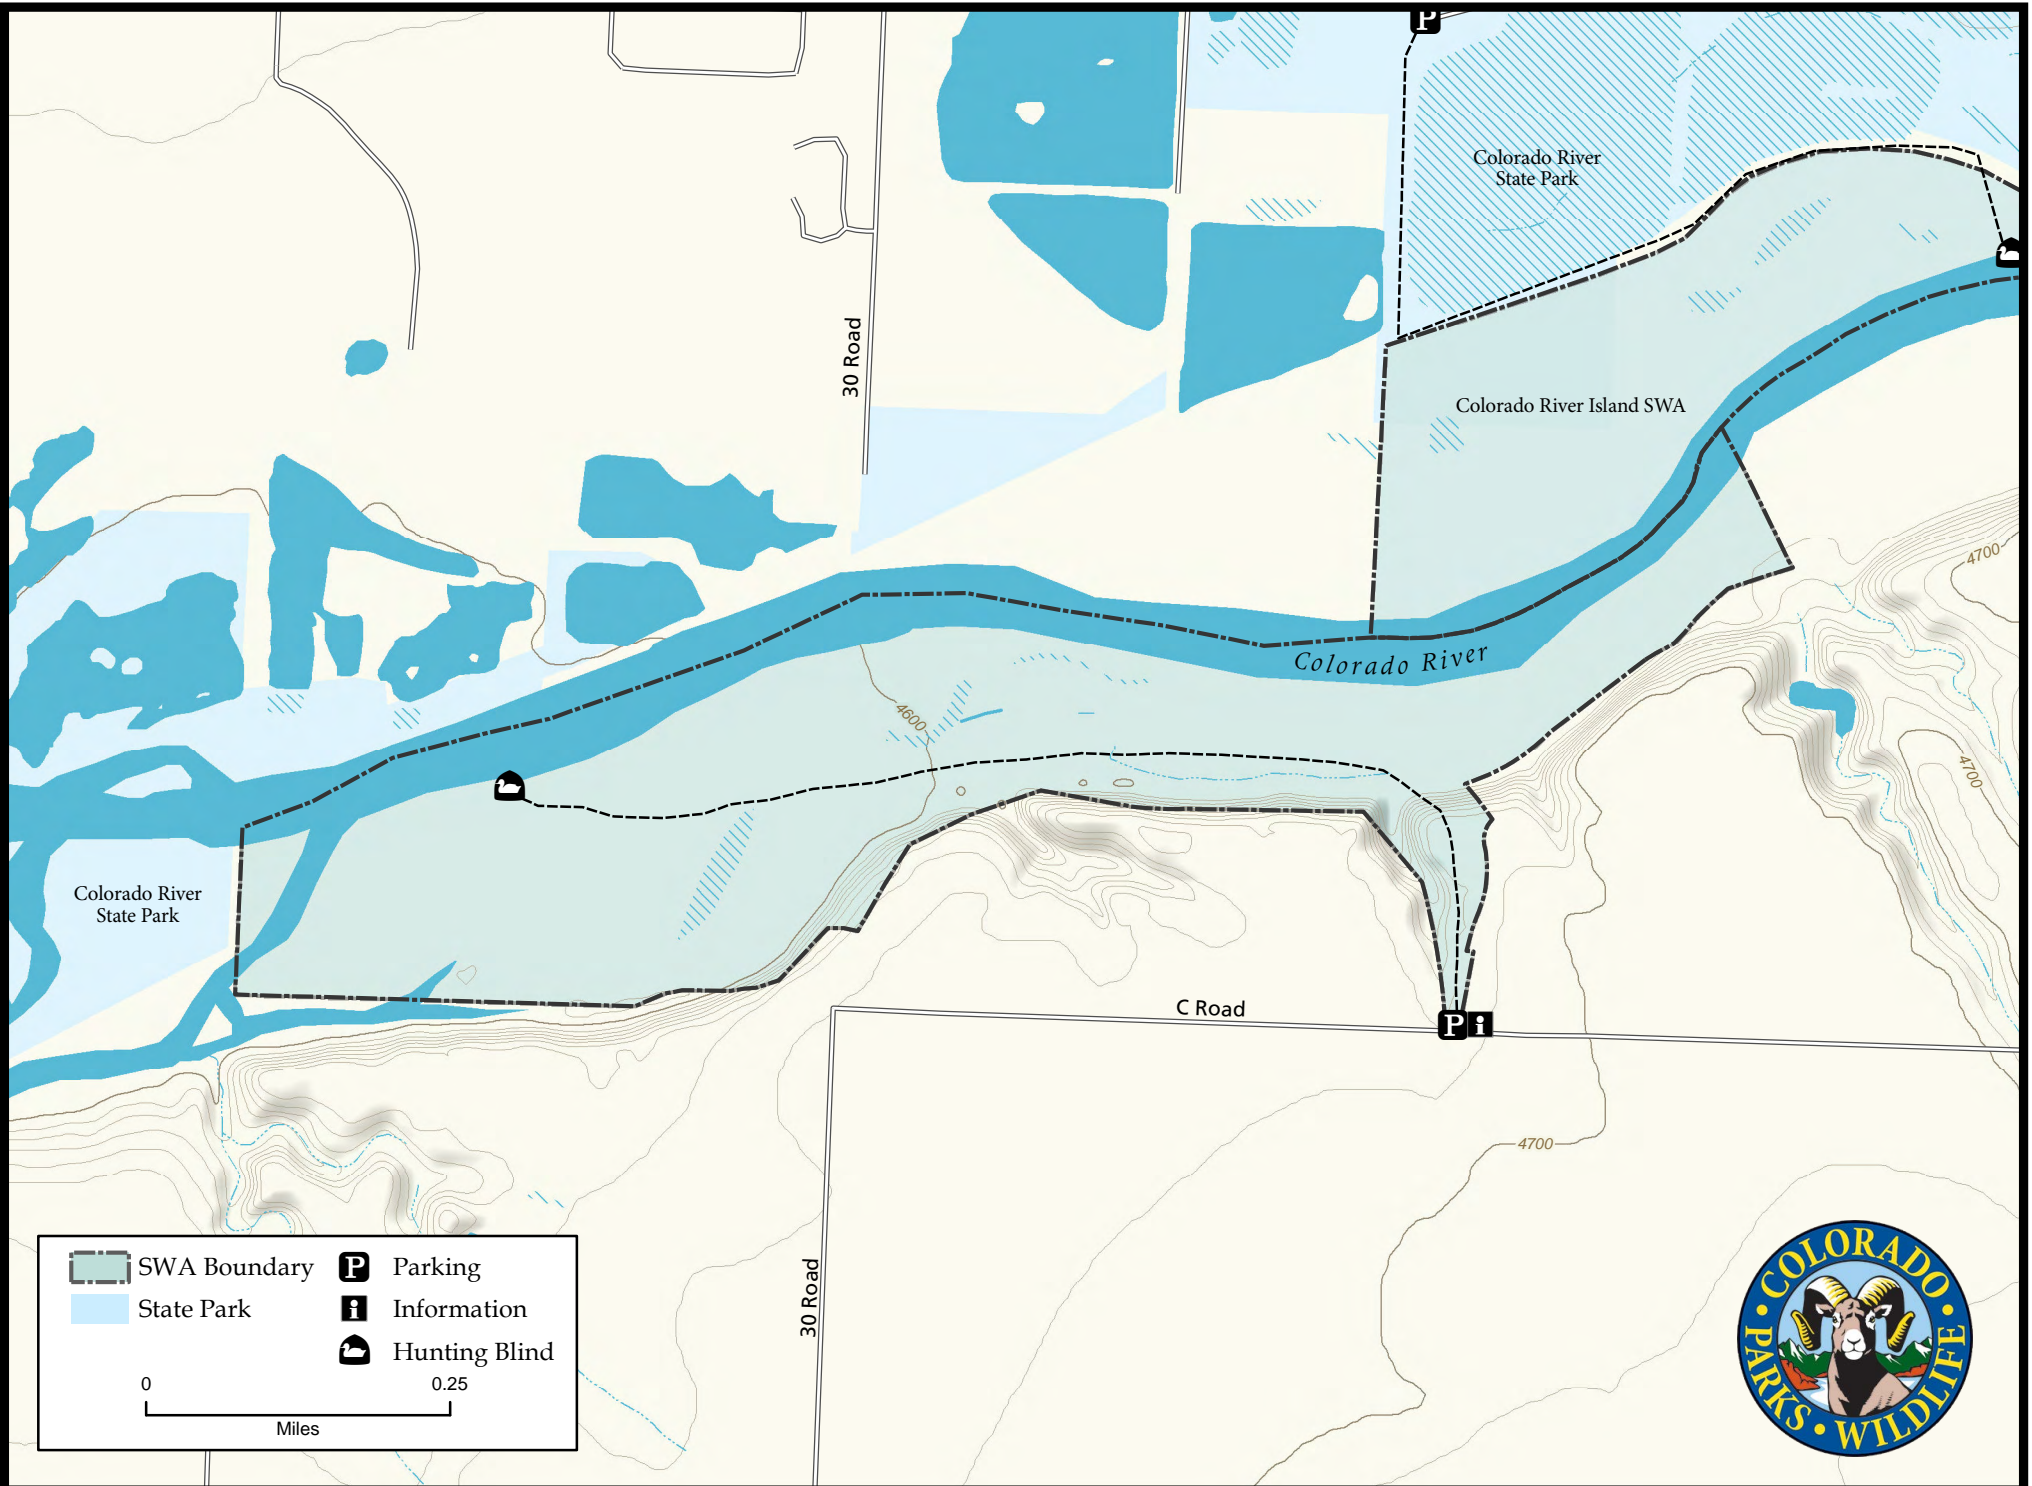 P
Colorado River
State Park
30 Road
Colorado River Island SWA
4700
Colorado River
4600
4700
Colorado River
State Park
C Road
P i
4700
SWA Boundary
State Park
P Parking
i Information
Hunting Blind
0 0.25
Miles
30 Road
COLORADO
PARKS • WILDLIFE